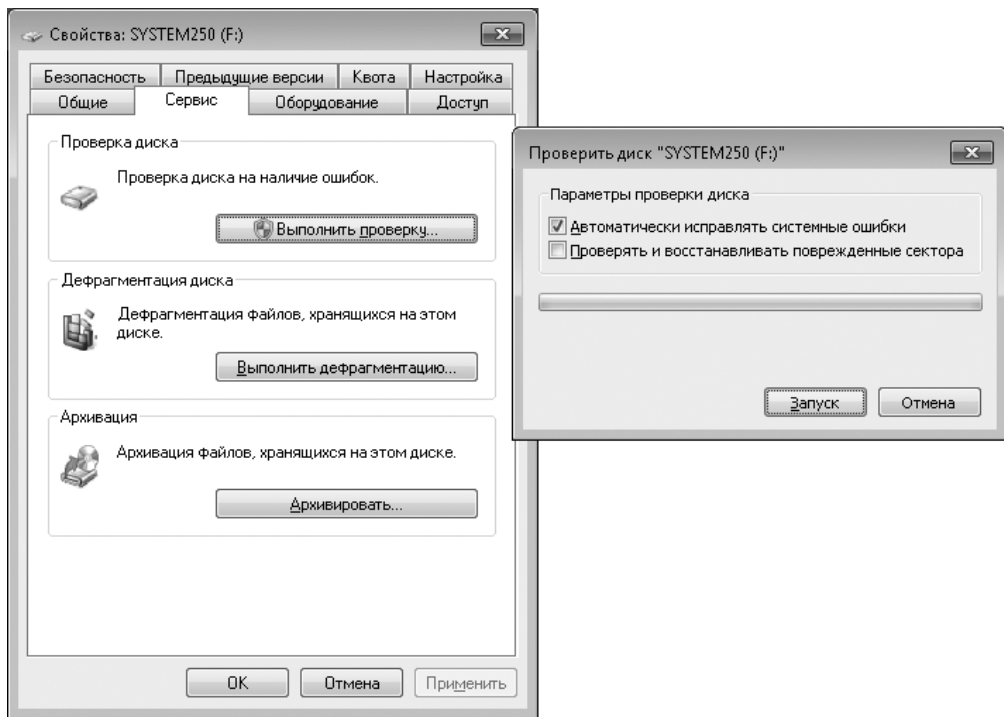 Свойства: SYSTEM250 (F:)
Безопасность Предыдущие версии Квота Настройка
Общие Сервис Оборудование Доступ
Проверка диска
Проверка диска на наличие ошибок.
Выполнить проверку...
Дефрагментация диска
Дефрагментация файлов, хранящихся на этом
диске.
Выполнить дефрагментацию...
Архивация
Архивация файлов, хранящихся на этом диске.
Архивировать...
OK Отмена Применить
Проверить диск "SYSTEM250 (F:)"
Параметры проверки диска
Автоматически исправлять системные ошибки
Проверять и восстанавливать поврежденные сектора
Запуск Отмена